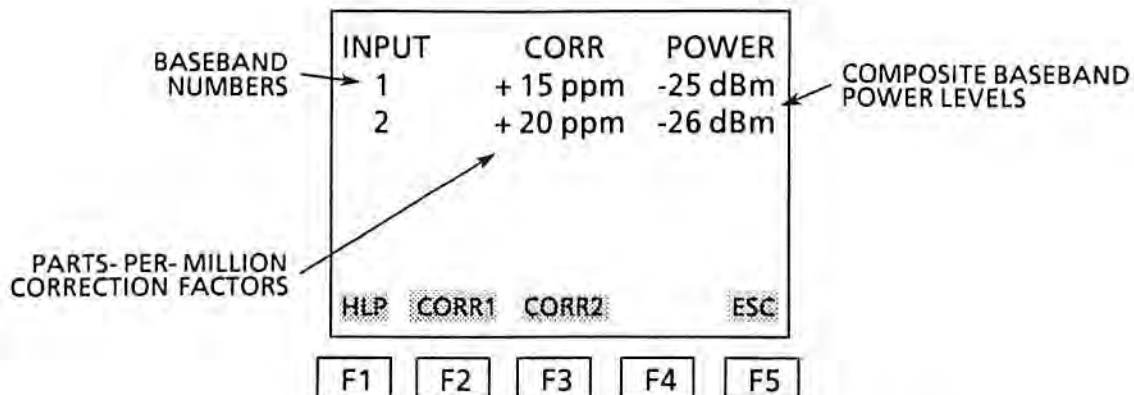 BASEBAND
NUMBERS
INPUT CORR POWER
1 + 15 ppm -25 dBm
2 + 20 ppm -26 dBm
COMPOSITE BASEBAND
POWER LEVELS
PARTS- PER- MILLION
CORRECTION FACTORS
HLP CORR1 CORR2 ESC
F1 F2 F3 F4 F5